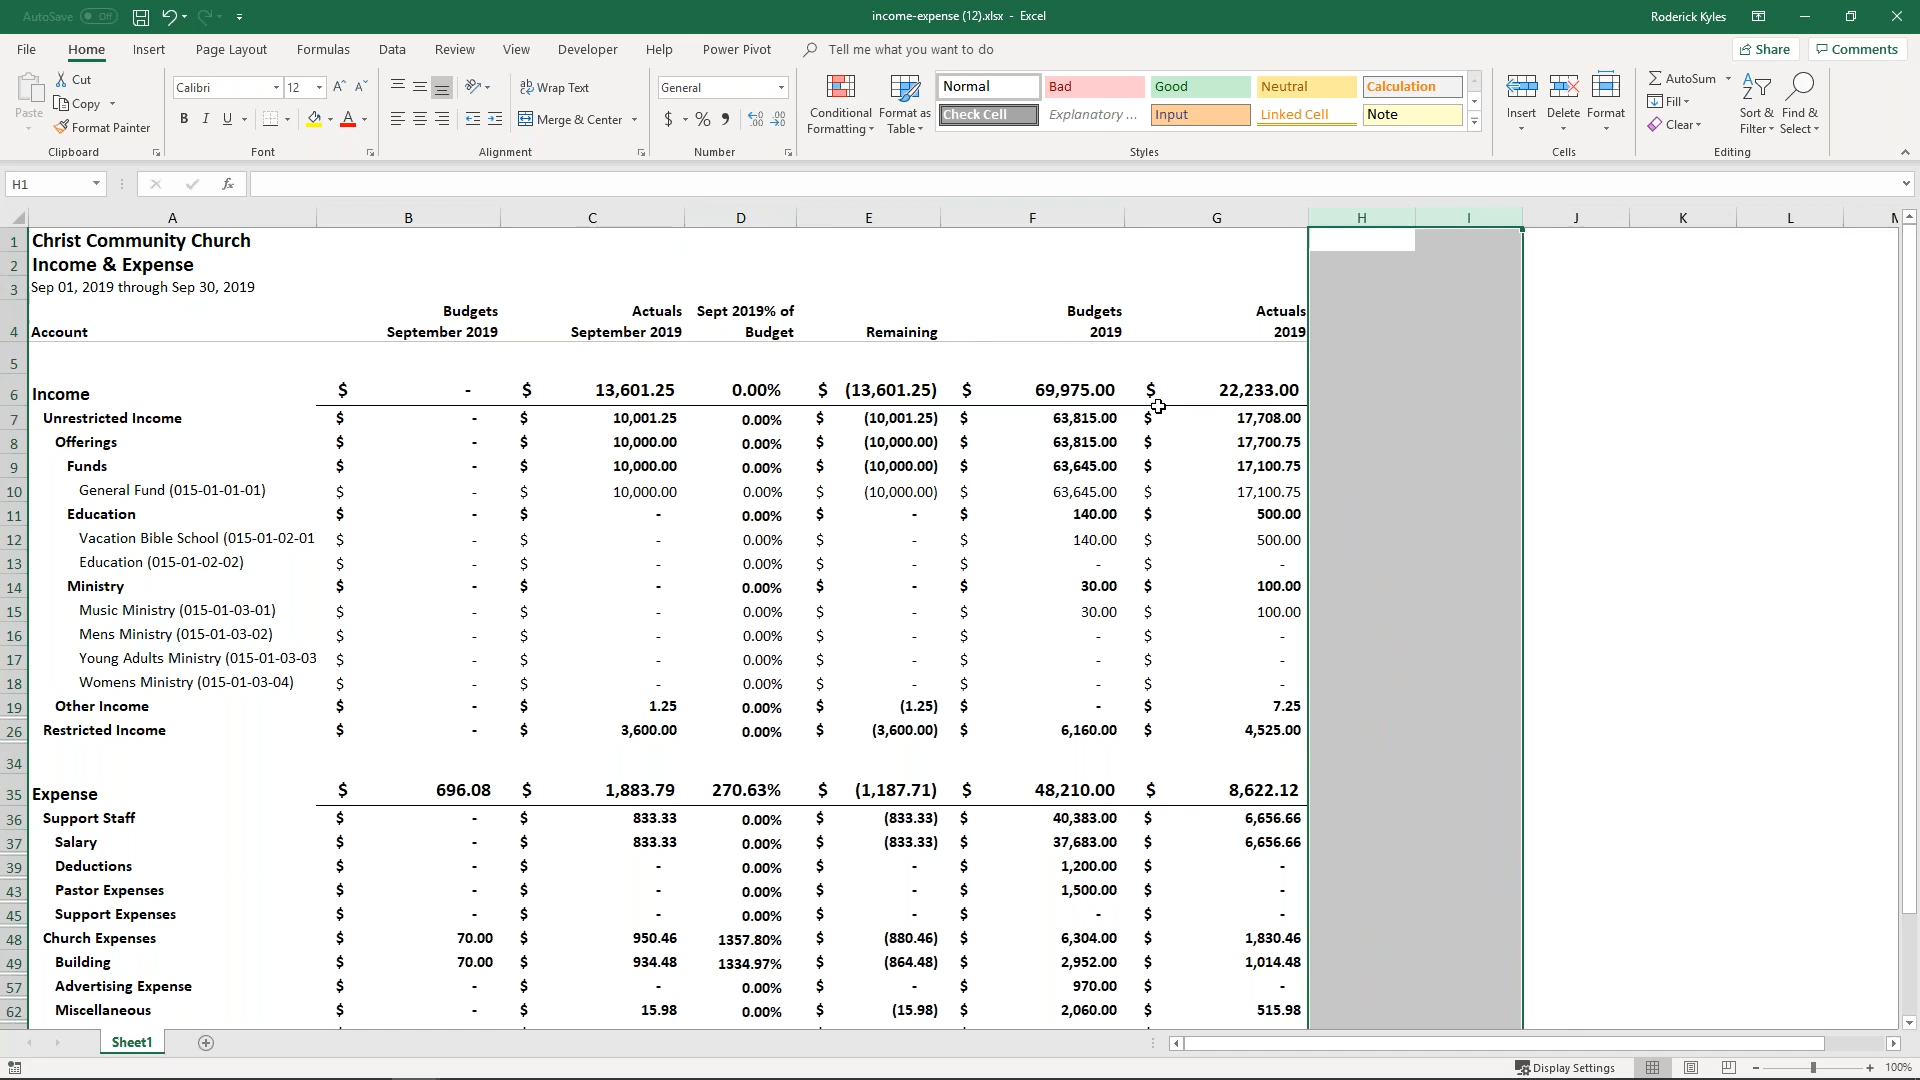 AutoSave Off
income-expense (12).xlsx - Excel
Roderick Kyles
File Home Insert Page Layout Formulas Data Review View Developer Help Power Pivot Tell me what you want to do
Share Comments
Paste
Cut
Copy
Format Painter
Clipboard
Calibri 12
B I U
Font
Wrap Text
Merge & Center
Alignment
General
$ % ,
Number
Conditional Formatting
Format as Table
Normal Bad Good Neutral Calculation
Check Cell Explanatory ... Input Linked Cell Note
Styles
Insert Delete Format
Cells
AutoSum
Fill
Clear
Sort & Filter
Find & Select
Editing
H1
fx
A B C D E F G H I J K L M
1 Christ Community Church
2 Income & Expense
3 Sep 01, 2019 through Sep 30, 2019
Budgets Actuals Sept 2019% of Budgets Actuals
4 Account September 2019 September 2019 Budget Remaining 2019 2019
5
6 Income $ - $ 13,601.25 0.00% $ (13,601.25) $ 69,975.00 $ 22,233.00
7 Unrestricted Income $ - $ 10,001.25 0.00% $ (10,001.25) $ 63,815.00 $ 17,708.00
8 Offerings $ - $ 10,000.00 0.00% $ (10,000.00) $ 63,815.00 $ 17,700.75
9 Funds $ - $ 10,000.00 0.00% $ (10,000.00) $ 63,645.00 $ 17,100.75
10 General Fund (015-01-01-01) $ - $ 10,000.00 0.00% $ (10,000.00) $ 63,645.00 $ 17,100.75
11 Education $ - $ - 0.00% $ - $ 140.00 $ 500.00
12 Vacation Bible School (015-01-02-01 $ - $ - 0.00% $ - $ 140.00 $ 500.00
13 Education (015-01-02-02) $ - $ - 0.00% $ - $ - $ -
14 Ministry $ - $ - 0.00% $ - $ 30.00 $ 100.00
15 Music Ministry (015-01-03-01) $ - $ - 0.00% $ - $ 30.00 $ 100.00
16 Mens Ministry (015-01-03-02) $ - $ - 0.00% $ - $ - $ -
17 Young Adults Ministry (015-01-03-03 $ - $ - 0.00% $ - $ - $ -
18 Womens Ministry (015-01-03-04) $ - $ - 0.00% $ - $ - $ -
19 Other Income $ - $ 1.25 0.00% $ (1.25) $ - $ 7.25
26 Restricted Income $ - $ 3,600.00 0.00% $ (3,600.00) $ 6,160.00 $ 4,525.00
34
35 Expense $ 696.08 $ 1,883.79 270.63% $ (1,187.71) $ 48,210.00 $ 8,622.12
36 Support Staff $ - $ 833.33 0.00% $ (833.33) $ 40,383.00 $ 6,656.66
37 Salary $ - $ 833.33 0.00% $ (833.33) $ 37,683.00 $ 6,656.66
39 Deductions $ - $ - 0.00% $ - $ 1,200.00 $ -
43 Pastor Expenses $ - $ - 0.00% $ - $ 1,500.00 $ -
45 Support Expenses $ - $ - 0.00% $ - $ - $ -
48 Church Expenses $ 70.00 $ 950.46 1357.80% $ (880.46) $ 6,304.00 $ 1,830.46
49 Building $ 70.00 $ 934.48 1334.97% $ (864.48) $ 2,952.00 $ 1,014.48
57 Advertising Expense $ - $ - 0.00% $ - $ 970.00 $ -
62 Miscellaneous $ - $ 15.98 0.00% $ (15.98) $ 2,060.00 $ 515.98
Sheet1
Display Settings 100%